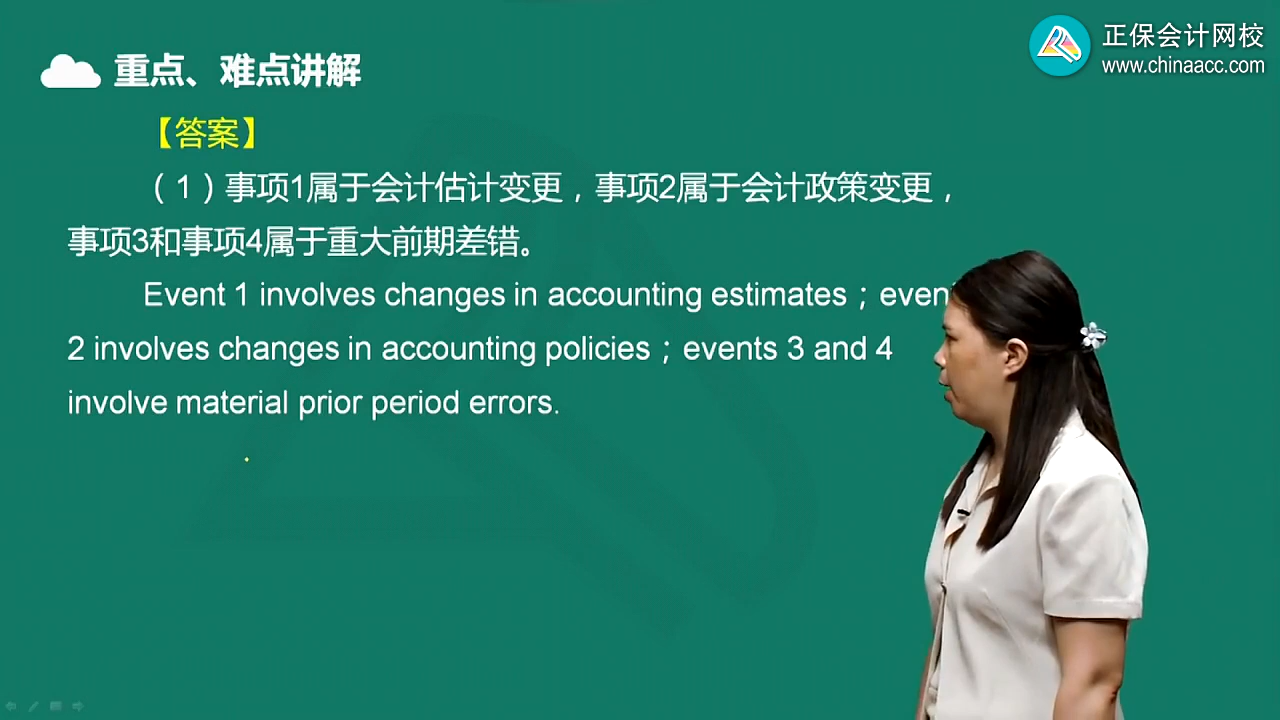 正保会计网校
www.chinaacc.com
重点、难点讲解
【答案】
（1）事项1属于会计估计变更，事项2属于会计政策变更，
事项3和事项4属于重大前期差错。
Event 1 involves changes in accounting estimates；even
2 involves changes in accounting policies；events 3 and 4
involve material prior period errors.